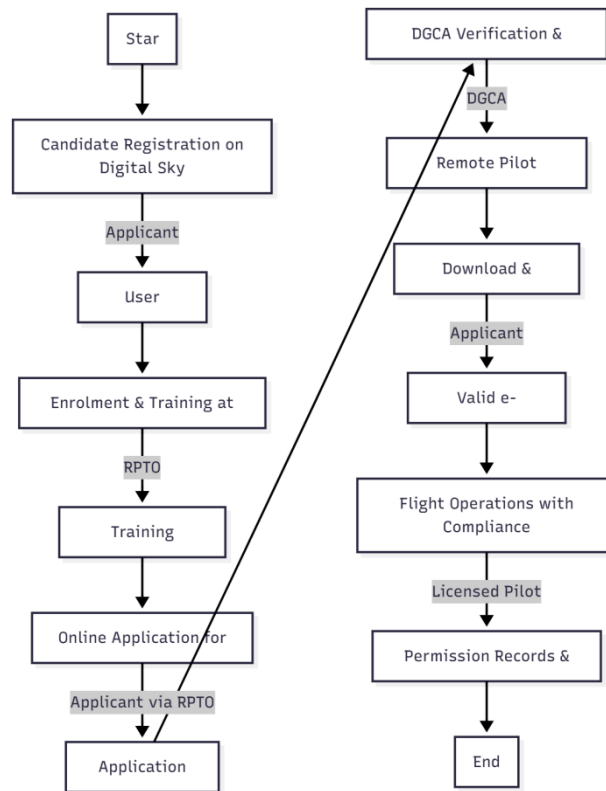 Star
Candidate Registration on
Digital Sky
Applicant
User
Enrolment & Training at
RPTO
Training
Online Application for
Applicant via RPTO
Application
DGCA Verification &
DGCA
Remote Pilot
Download &
Applicant
Valid e-
Flight Operations with
Compliance
Licensed Pilot
Permission Records &
End